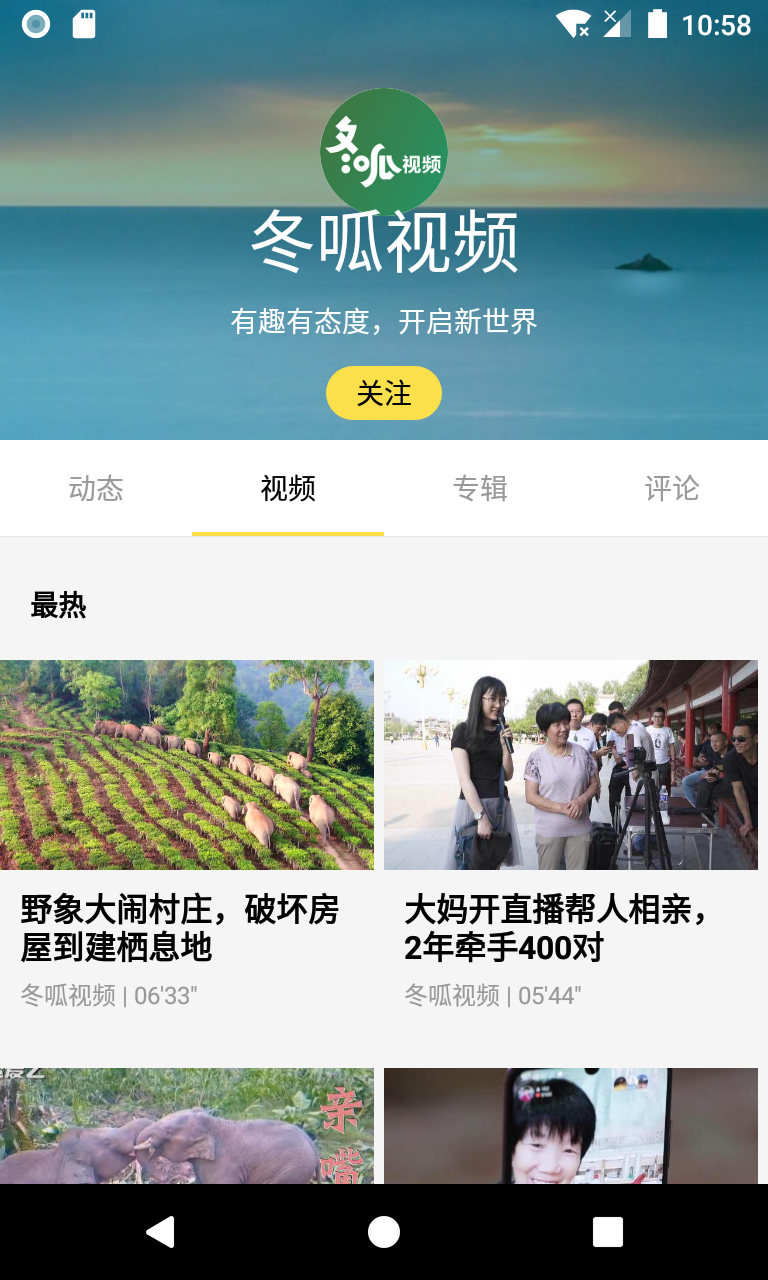 10:58
冬呱视频
冬呱视频
有趣有态度，开启新世界
关注
动态
视频
专辑
评论
最热
野象大闹村庄，破坏房
屋到建栖息地
冬呱视频 | 06'33"
大妈开直播帮人相亲，
2年牵手400对
冬呱视频 | 05'44"
亲
嘴